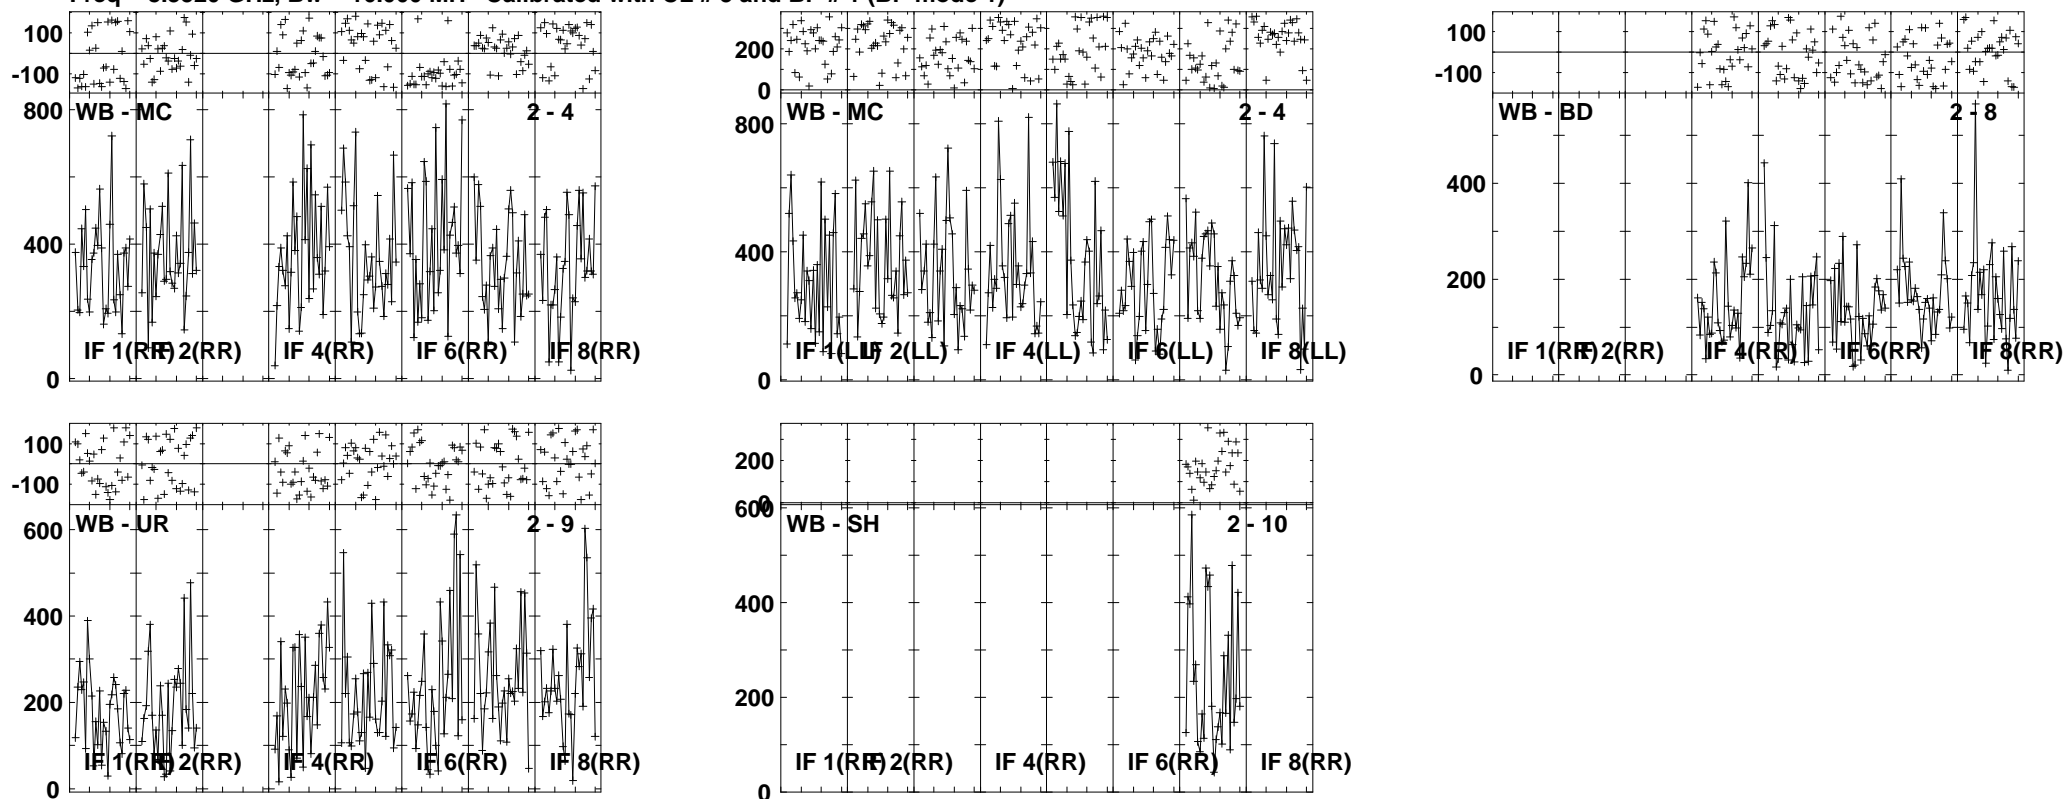 100
-100
800
400
0
WB - MC
2 - 4
IF 1(RR)
IF 2(RR)
IF 4(RR)
IF 6(RR)
IF 8(RR)
200
0
800
400
0
WB - MC
2 - 4
IF 1(LL)
IF 2(LL)
IF 4(LL)
IF 6(LL)
IF 8(LL)
100
-100
400
200
0
WB - BD
2 - 8
IF 1(RR)
IF 2(RR)
IF 4(RR)
IF 6(RR)
IF 8(RR)
100
-100
600
400
200
0
WB - UR
2 - 9
IF 1(RR)
IF 2(RR)
IF 4(RR)
IF 6(RR)
IF 8(RR)
200
0
600
400
200
0
WB - SH
2 - 10
IF 1(RR)
IF 2(RR)
IF 4(RR)
IF 6(RR)
IF 8(RR)